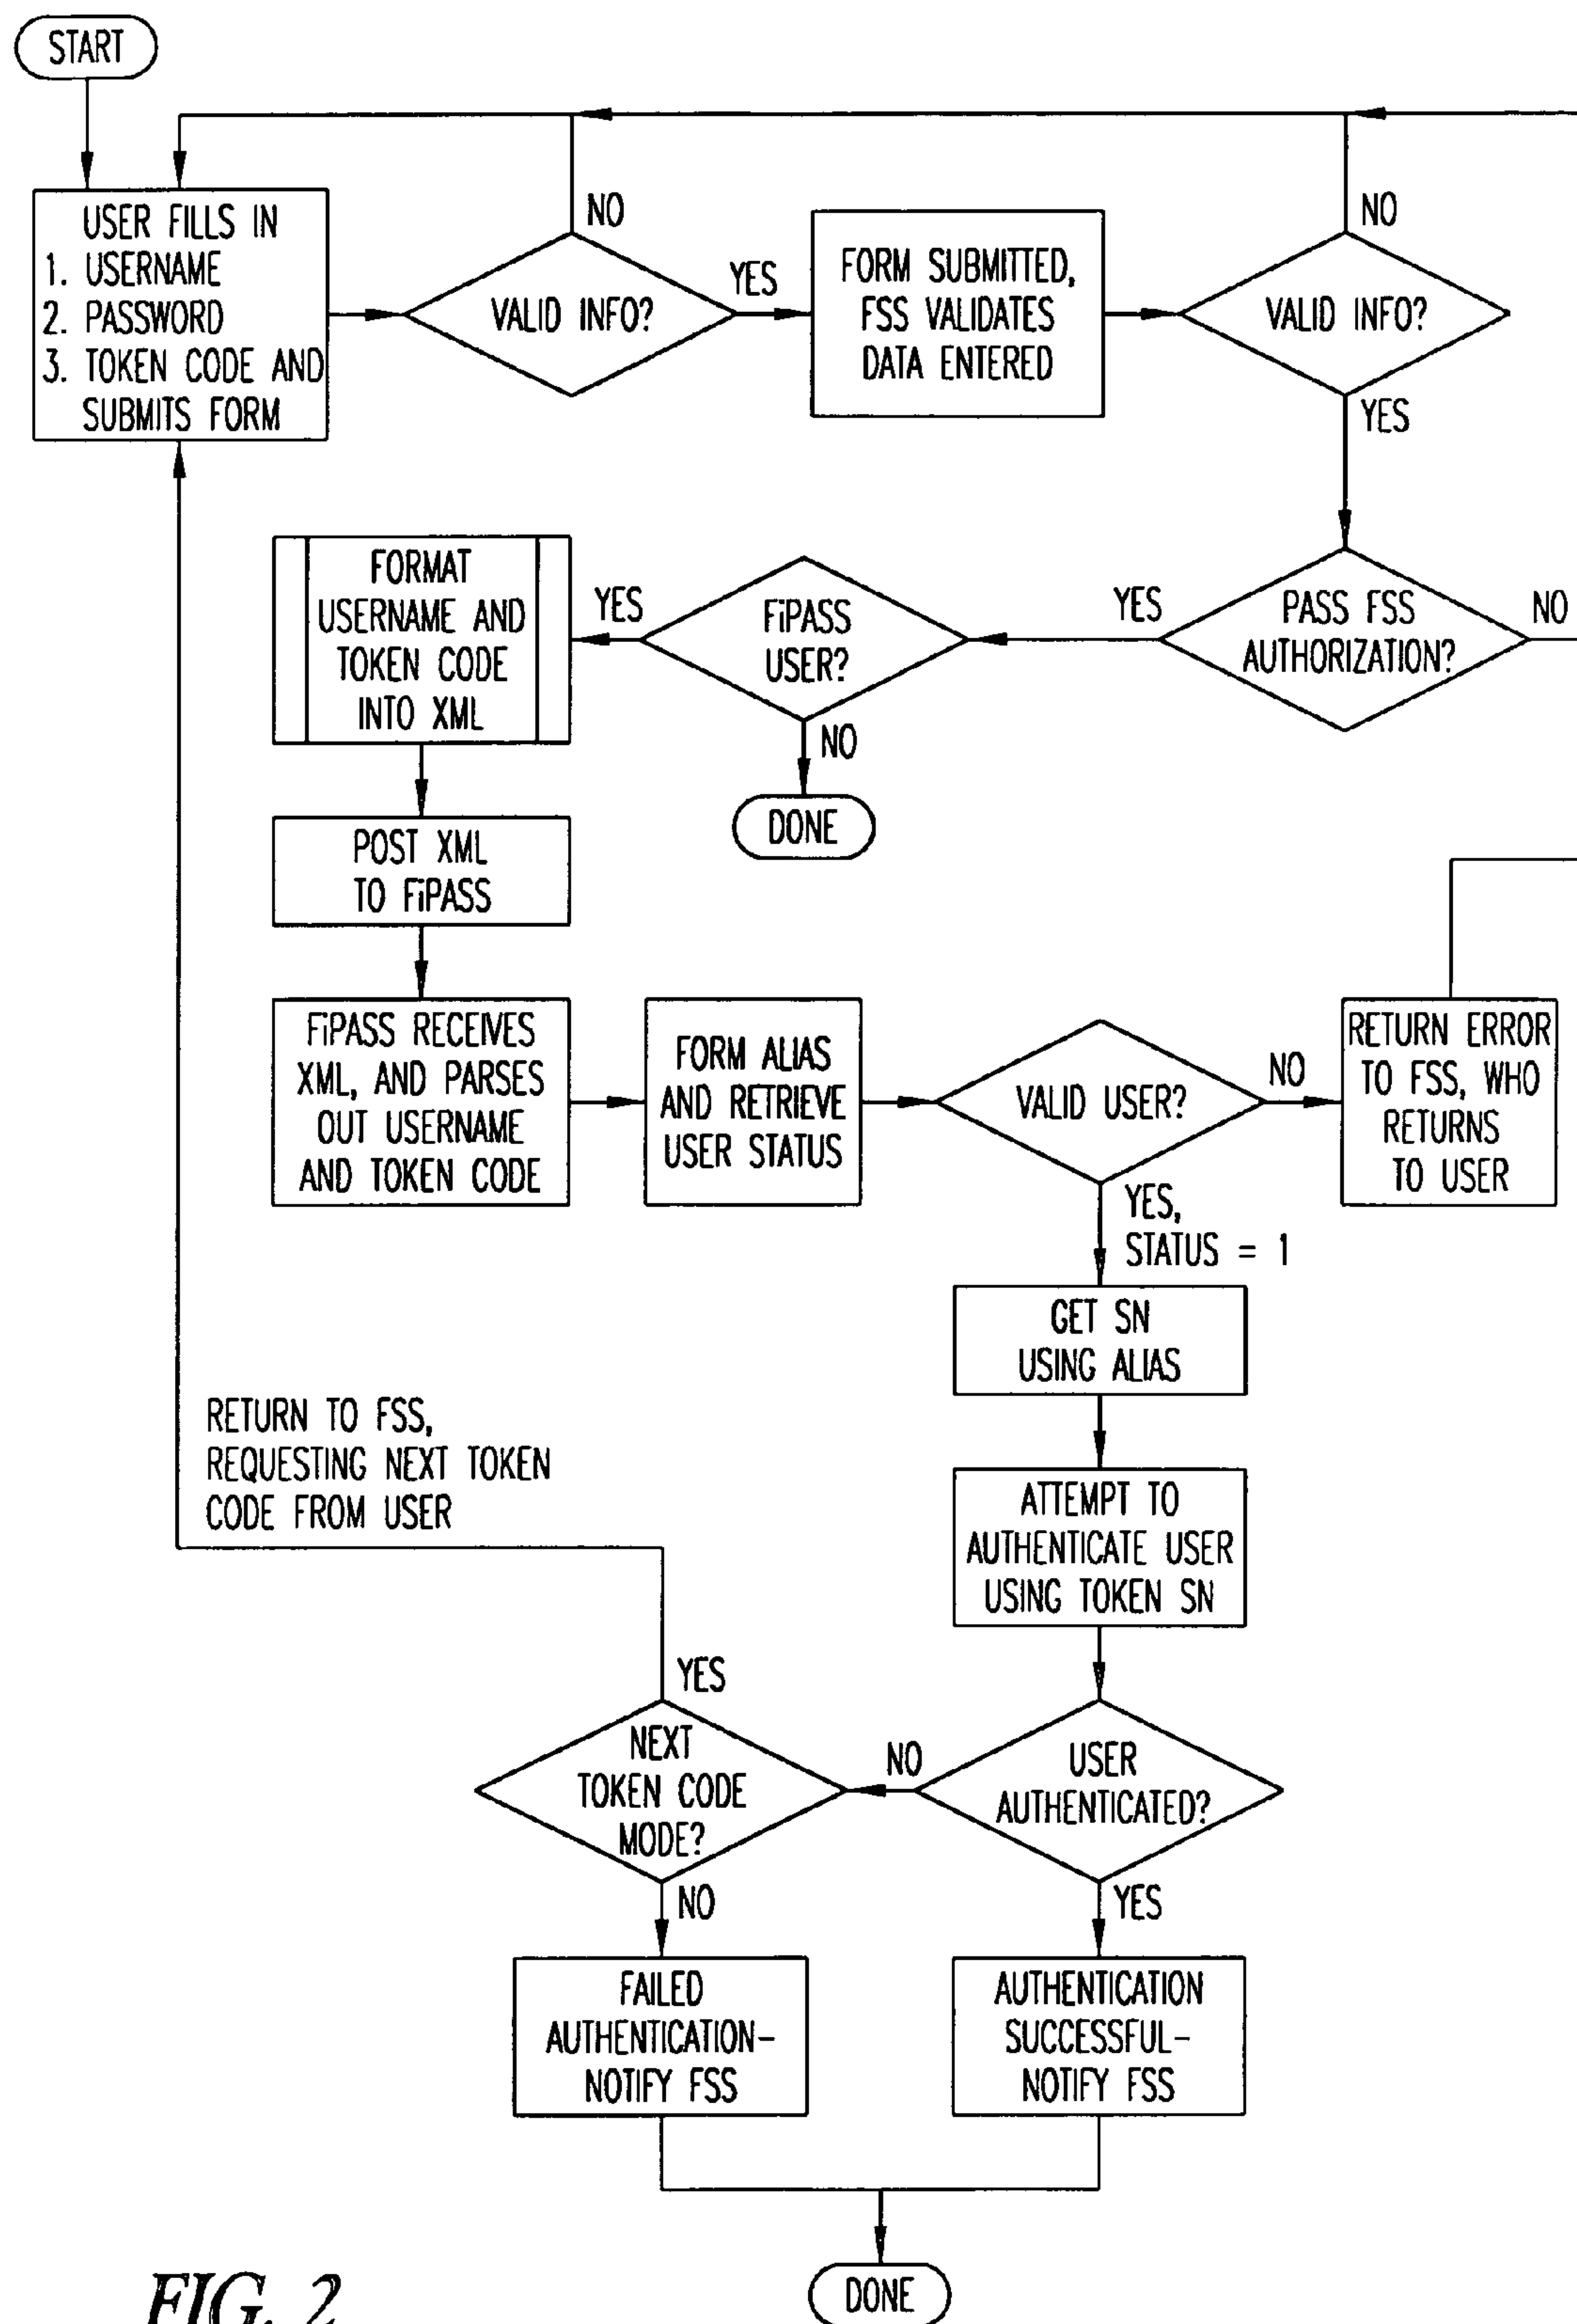 START
NO
NO
USER FILLS IN
1. USERNAME
2. PASSWORD
3. TOKEN CODE AND
SUBMITS FORM
VALID INFO?
YES
FORM SUBMITTED,
FSS VALIDATES
DATA ENTERED
VALID INFO?
YES
FORMAT
USERNAME AND
TOKEN CODE
INTO XML
YES
FiPASS
USER?
YES
PASS FSS
AUTHORIZATION?
NO
NO
DONE
POST XML
TO FiPASS
FiPASS RECEIVES
XML, AND PARSES
OUT USERNAME
AND TOKEN CODE
FORM ALIAS
AND RETRIEVE
USER STATUS
VALID USER?
NO
RETURN ERROR
TO FSS, WHO
RETURNS
TO USER
YES,
STATUS = 1
GET SN
USING ALIAS
RETURN TO FSS,
REQUESTING NEXT TOKEN
CODE FROM USER
ATTEMPT TO
AUTHENTICATE USER
USING TOKEN SN
YES
NEXT
TOKEN CODE
MODE?
NO
USER
AUTHENTICATED?
NO
YES
FAILED
AUTHENTICATION-
NOTIFY FSS
AUTHENTICATION
SUCCESSFUL-
NOTIFY FSS
DONE
FIG. 2